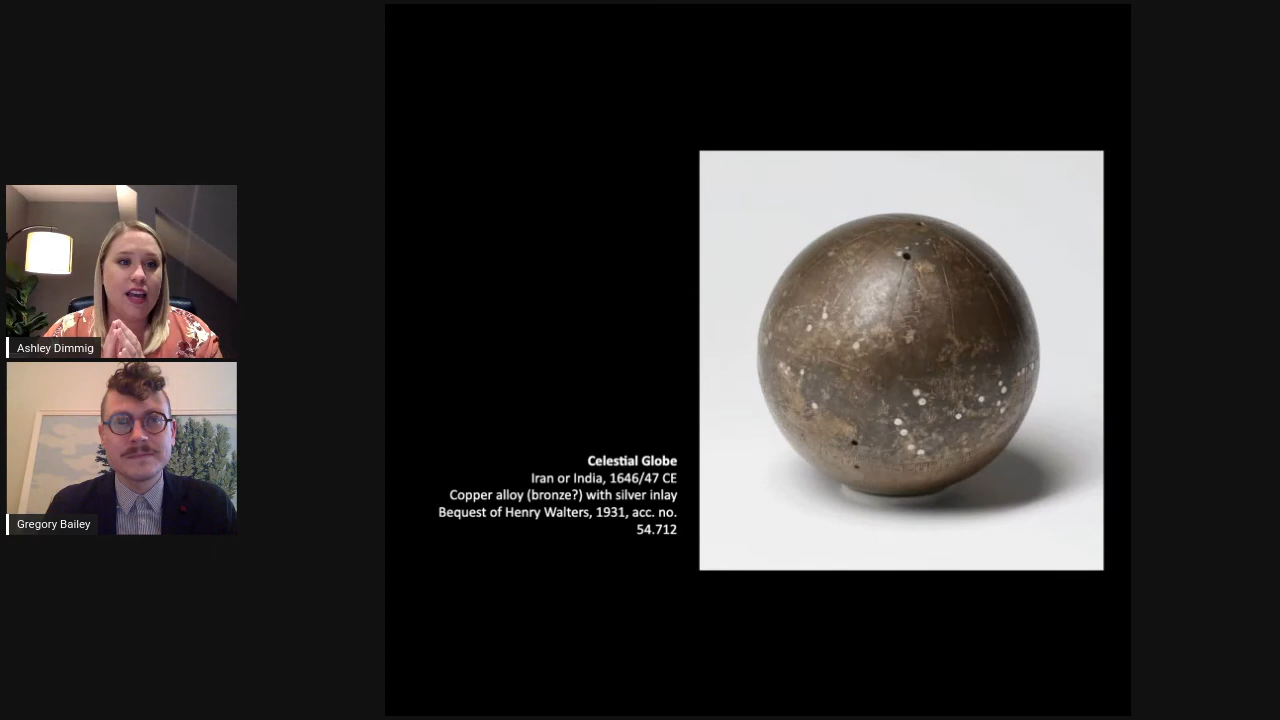 Ashley Dimmig
Gregory Bailey
Celestial Globe
Iran or India, 1646/47 CE
Copper alloy (bronze?) with silver inlay
Bequest of Henry Walters, 1931, acc. no.
54.712